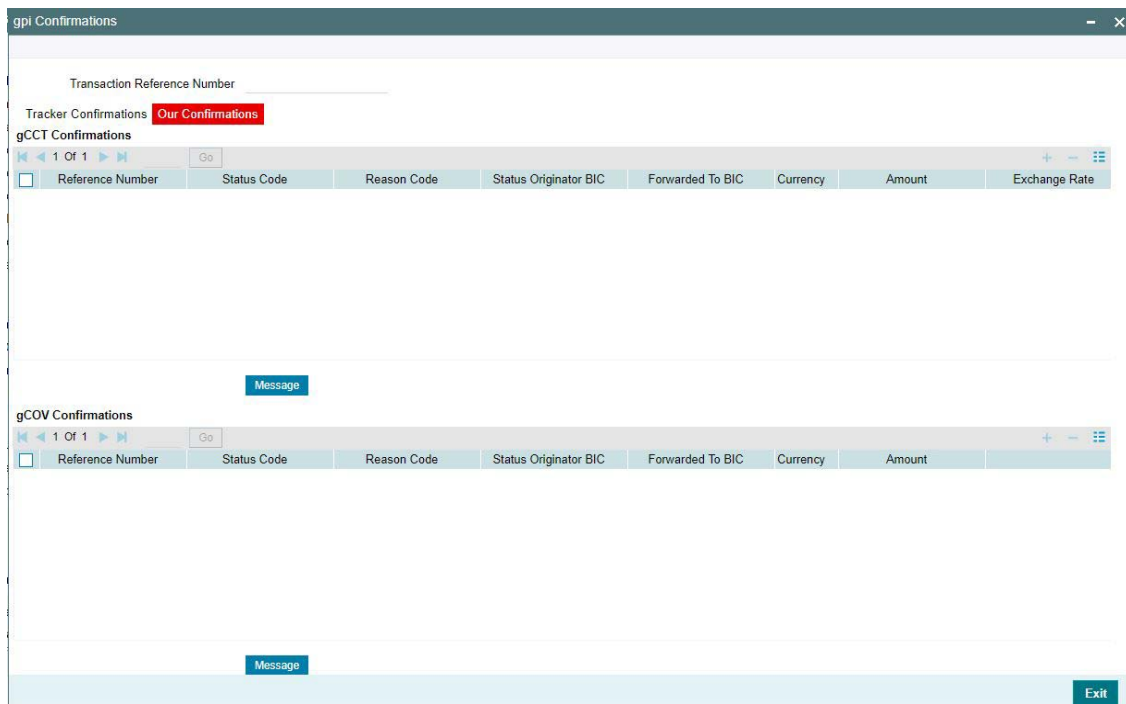 gpi Confirmations
Transaction Reference Number
Tracker Confirmations Our Confirmations
gCCT Confirmations
1 Of 1 Go
Reference Number Status Code Reason Code Status Originator BIC Forwarded To BIC Currency Amount Exchange Rate
Message
gCOV Confirmations
1 Of 1 Go
Reference Number Status Code Reason Code Status Originator BIC Forwarded To BIC Currency Amount
Message
Exit